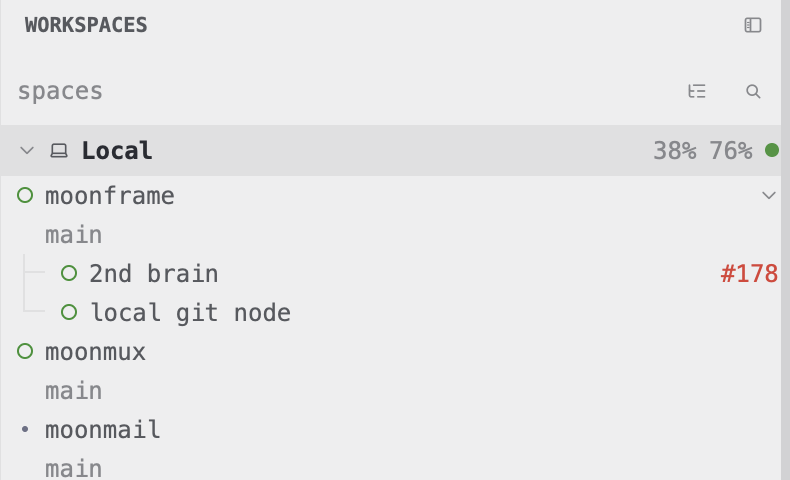 WORKSPACES
spaces
Local 38% 76%
moonframe
main
2nd brain #178
local git node
moonmux
main
moonmail
main